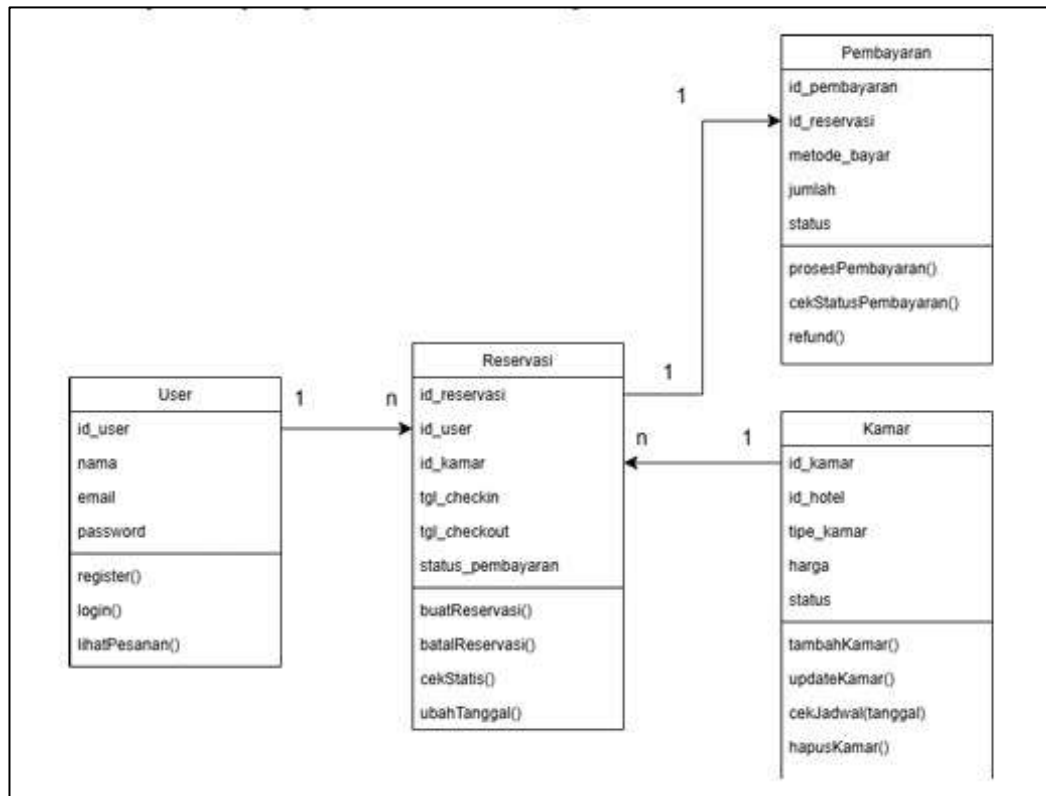 User
id_user
nama
email
password
register()
login()
lihatPesanan()
1
n
Reservasi
id_reservasi
id_user
id_kamar
tgl_checkin
tgl_checkout
status_pembayaran
buatReservasi()
batalReservasi()
cekStatis()
ubahTanggal()
1
1
Pembayaran
id_pembayaran
id_reservasi
metode_bayar
jumlah
status
prosesPembayaran()
cekStatusPembayaran()
refund()
n
1
Kamar
id_kamar
id_hotel
tipe_kamar
harga
status
tambahKamar()
updateKamar()
cekJadwal(tanggal)
hapusKamar()